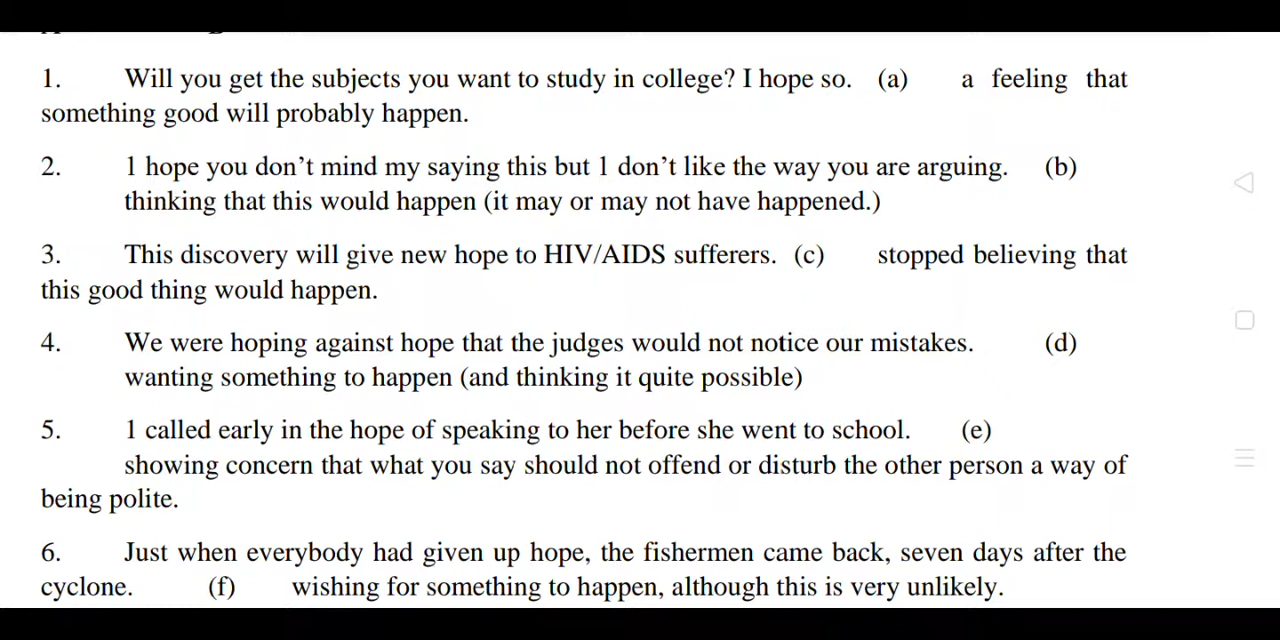 1. Will you get the subjects you want to study in college? I hope so. (a) a feeling that
something good will probably happen.
2. 1 hope you don’t mind my saying this but 1 don’t like the way you are arguing. (b)
thinking that this would happen (it may or may not have happened.)
3. This discovery will give new hope to HIV/AIDS sufferers. (c) stopped believing that
this good thing would happen.
4. We were hoping against hope that the judges would not notice our mistakes. (d)
wanting something to happen (and thinking it quite possible)
5. 1 called early in the hope of speaking to her before she went to school. (e)
showing concern that what you say should not offend or disturb the other person a way of
being polite.
6. Just when everybody had given up hope, the fishermen came back, seven days after the
cyclone. (f) wishing for something to happen, although this is very unlikely.